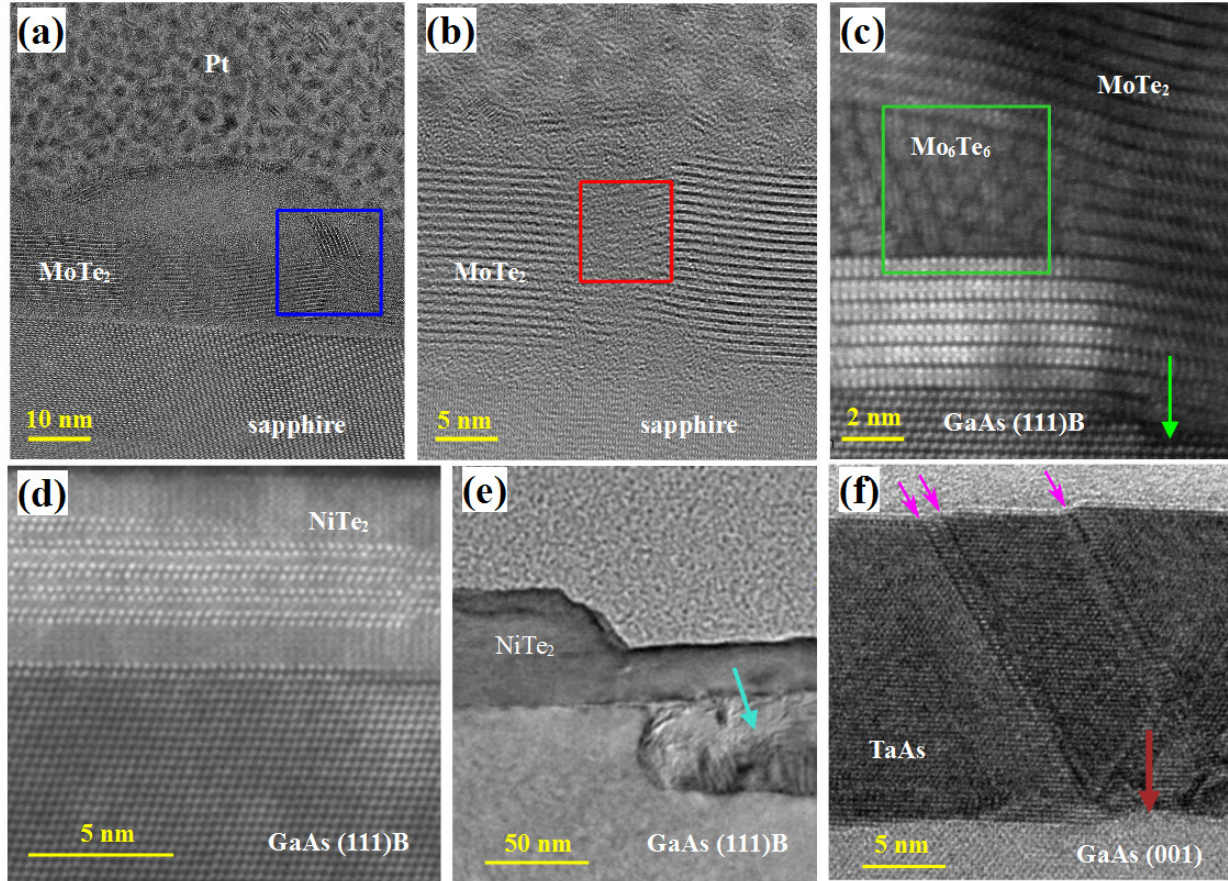 (a)
Pt
MoTe₂
10 nm
sapphire
(b)
MoTe₂
5 nm
sapphire
(c)
MoTe₂
Mo₆Te₆
2 nm
GaAs (111)B
(d)
NiTe₂
5 nm
GaAs (111)B
(e)
NiTe₂
50 nm
GaAs (111)B
(f)
TaAs
5 nm
GaAs (001)